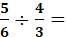 5/6 ÷ 4/3 =